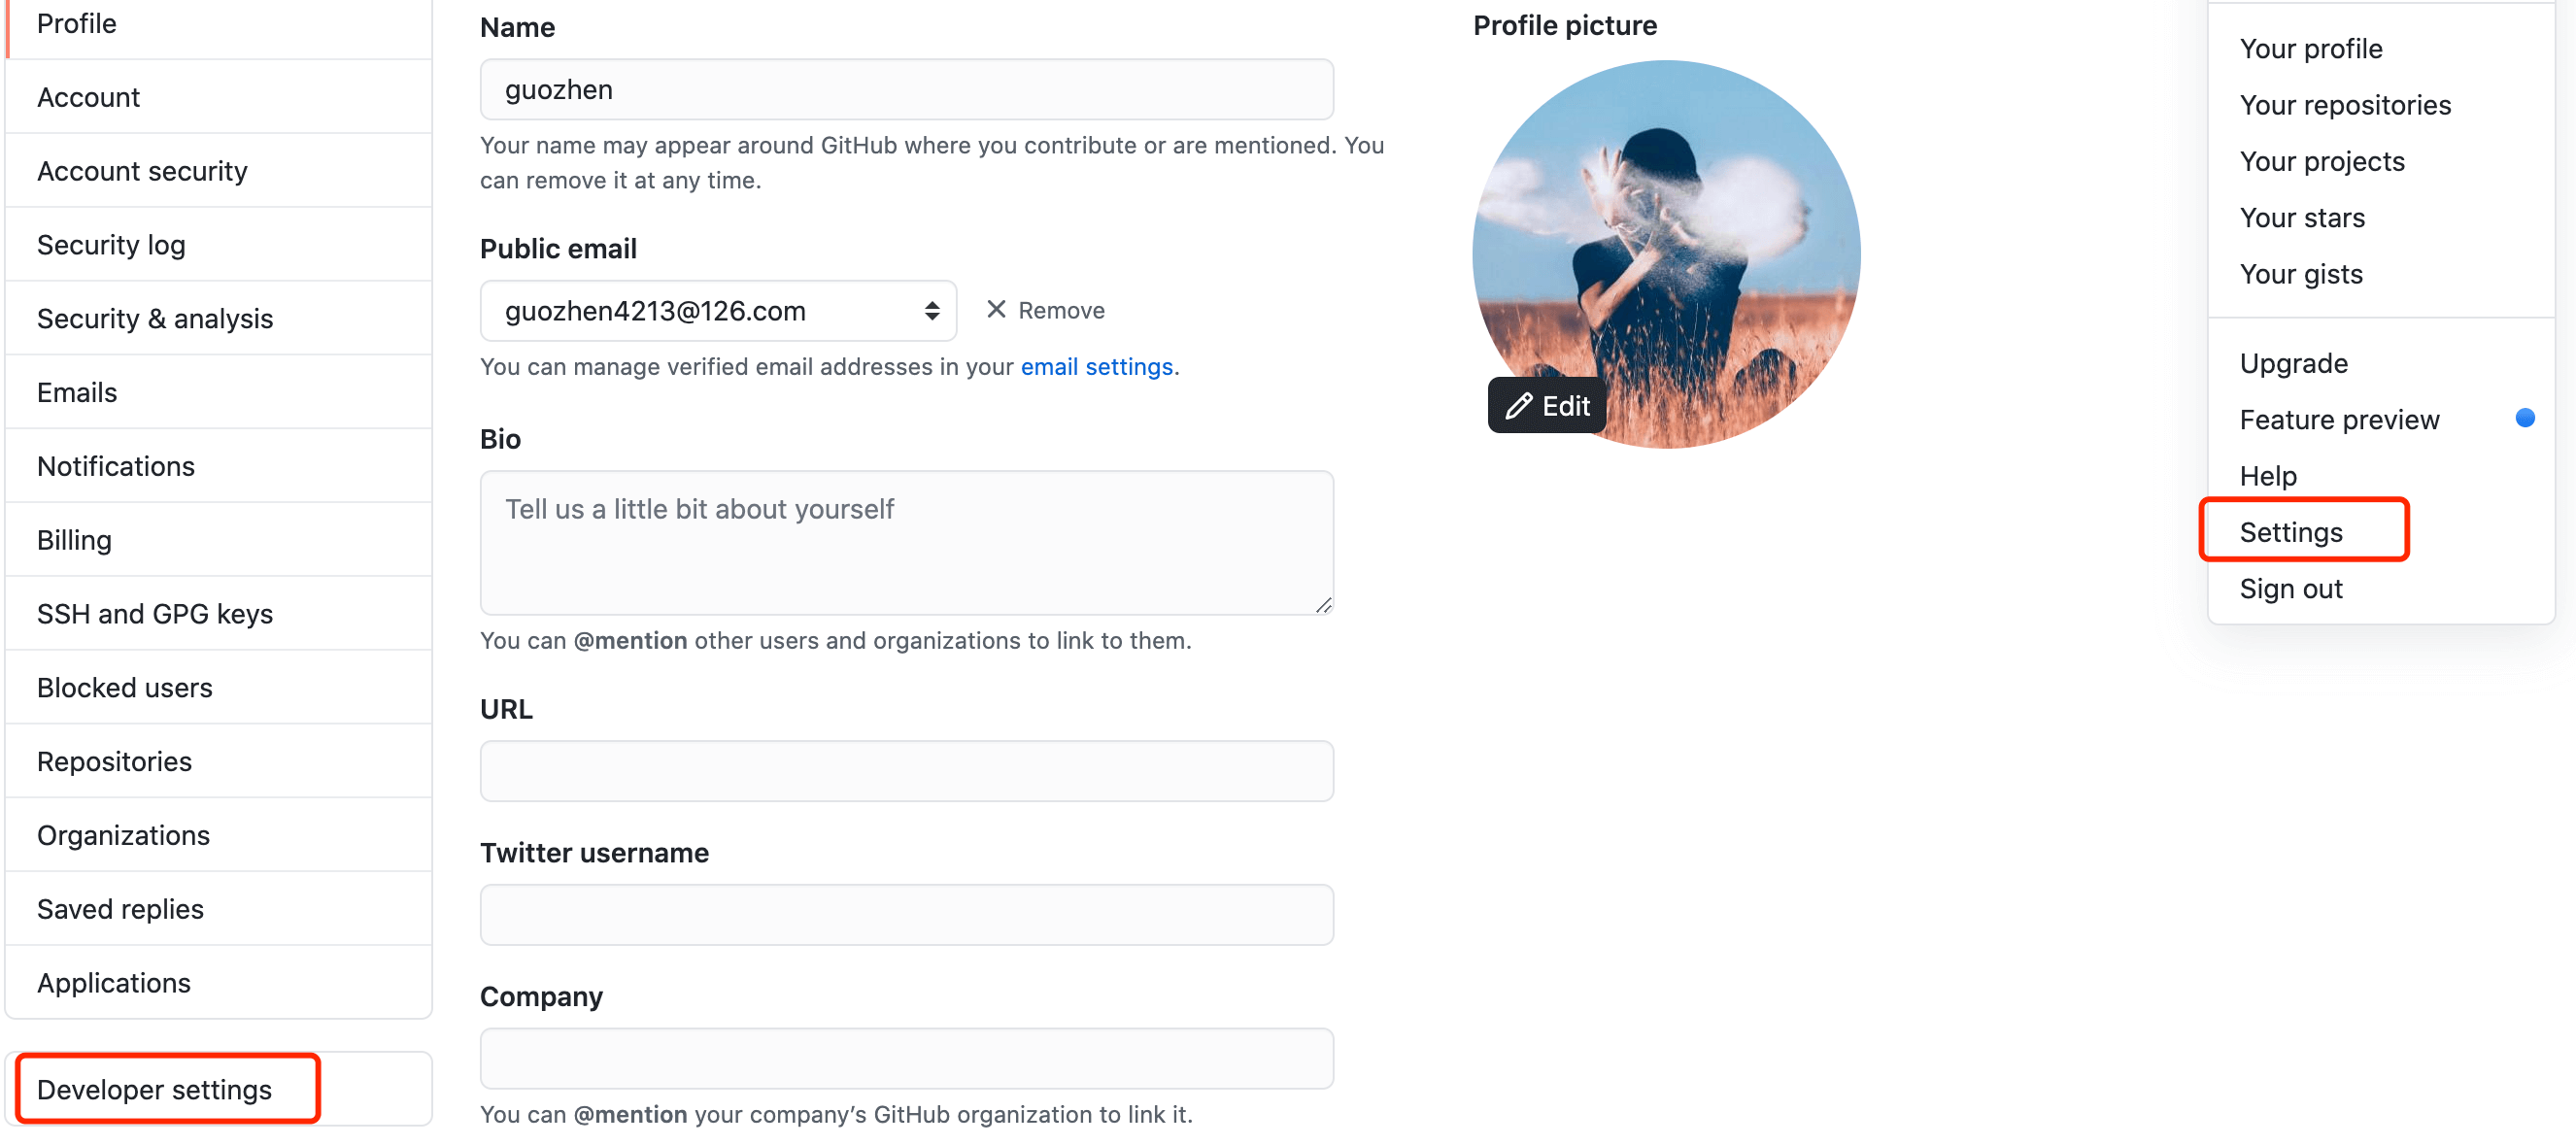 Profile
Account
Account security
Security log
Security & analysis
Emails
Notifications
Billing
SSH and GPG keys
Blocked users
Repositories
Organizations
Saved replies
Applications
Developer settings
Name
guozhen
Your name may appear around GitHub where you contribute or are mentioned. You
can remove it at any time.
Public email
guozhen4213@126.com
Remove
You can manage verified email addresses in your email settings.
Bio
Tell us a little bit about yourself
You can @mention other users and organizations to link to them.
URL
Twitter username
Company
You can @mention your company’s GitHub organization to link it.
Profile picture
Edit
Your profile
Your repositories
Your projects
Your stars
Your gists
Upgrade
Feature preview
Help
Settings
Sign out